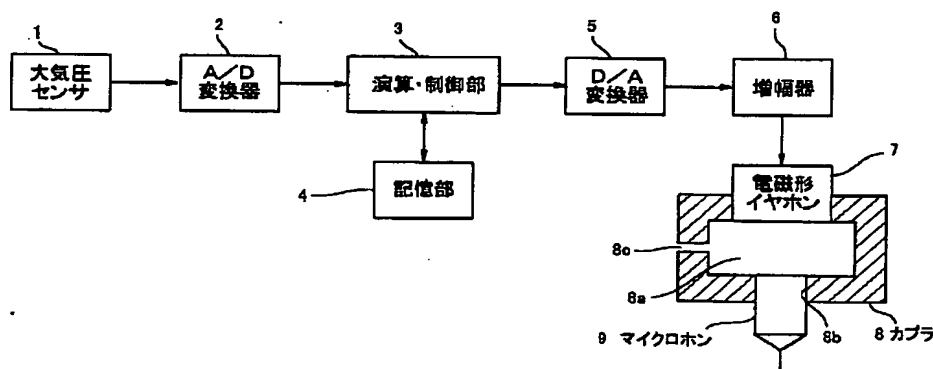 1
大気圧
センサ
2
A/D
変換器
3
演算・制御部
5
D/A
変換器
6
増幅器
4
記憶部
7
電磁形
イヤホン
8c
8a
8b
8 カプラ
9 マイクロホン